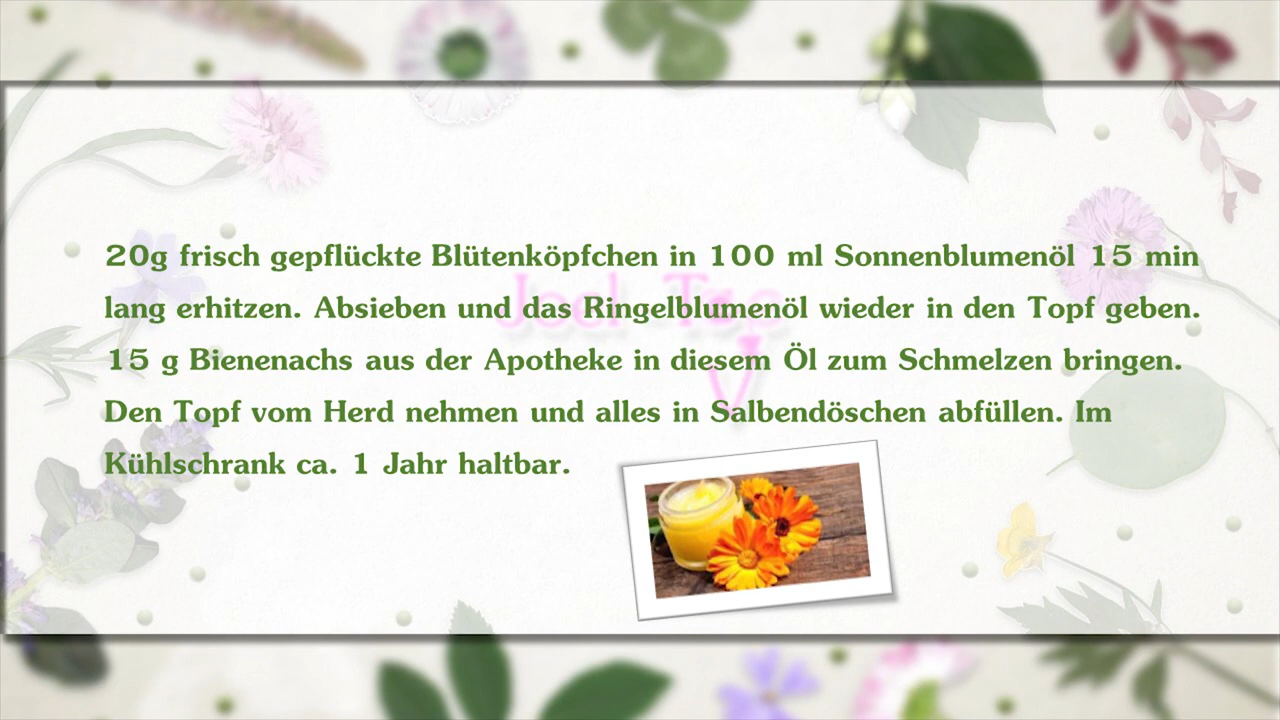 20g frisch gepflückte Blütenköpfchen in 100 ml Sonnenblumenöl 15 min
lang erhitzen. Absieben und das Ringelblumenöl wieder in den Topf geben.
15 g Bienenachs aus der Apotheke in diesem Öl zum Schmelzen bringen.
Den Topf vom Herd nehmen und alles in Salbendöschen abfüllen. Im
Kühlschrank ca. 1 Jahr haltbar.